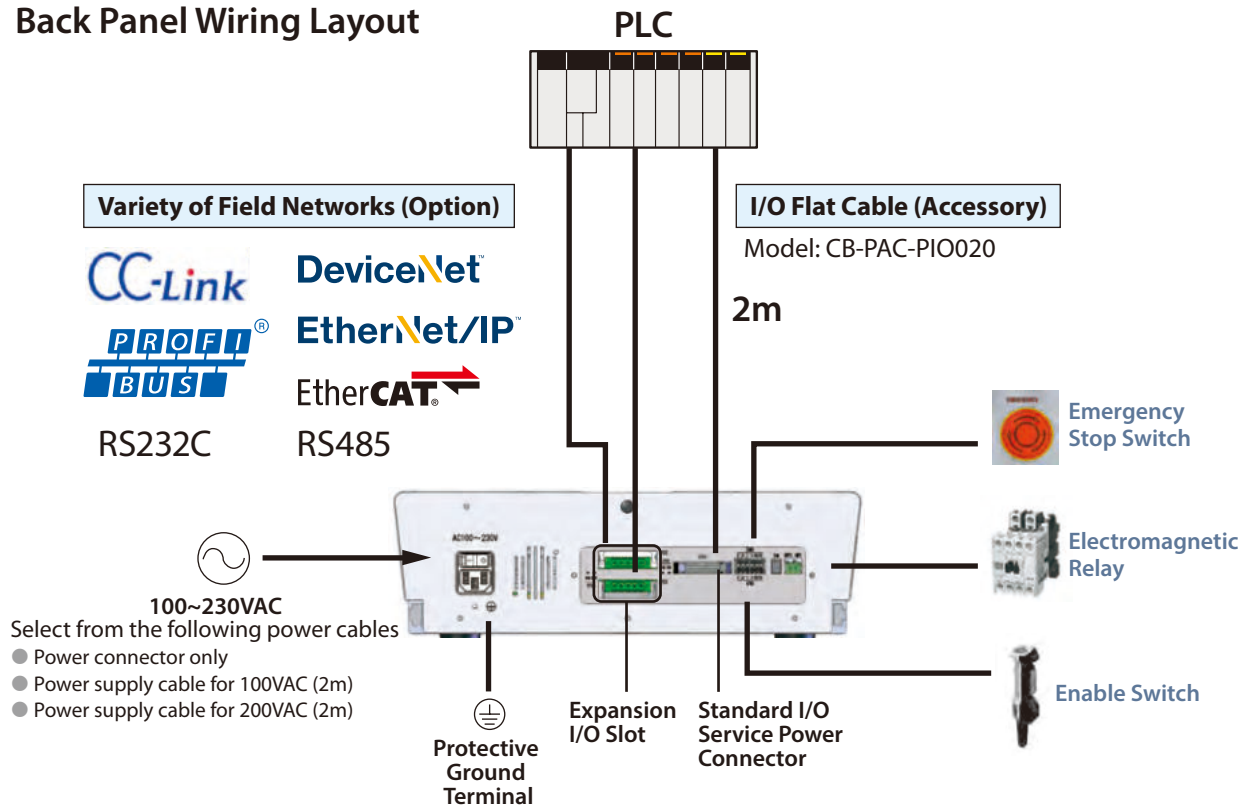 Back Panel Wiring Layout
PLC
Variety of Field Networks (Option)
CC-Link
DeviceNet™
PROFI®
BUS
EtherNet/IP™
EtherCAT®
RS232C
RS485
I/O Flat Cable (Accessory)
Model: CB-PAC-PIO020
2m
Emergency
Stop Switch
Electromagnetic
Relay
Enable Switch
AC100~230V
100~230VAC
Select from the following power cables
● Power connector only
● Power supply cable for 100VAC (2m)
● Power supply cable for 200VAC (2m)
Protective
Ground
Terminal
Expansion
I/O Slot
Standard I/O
Service Power
Connector